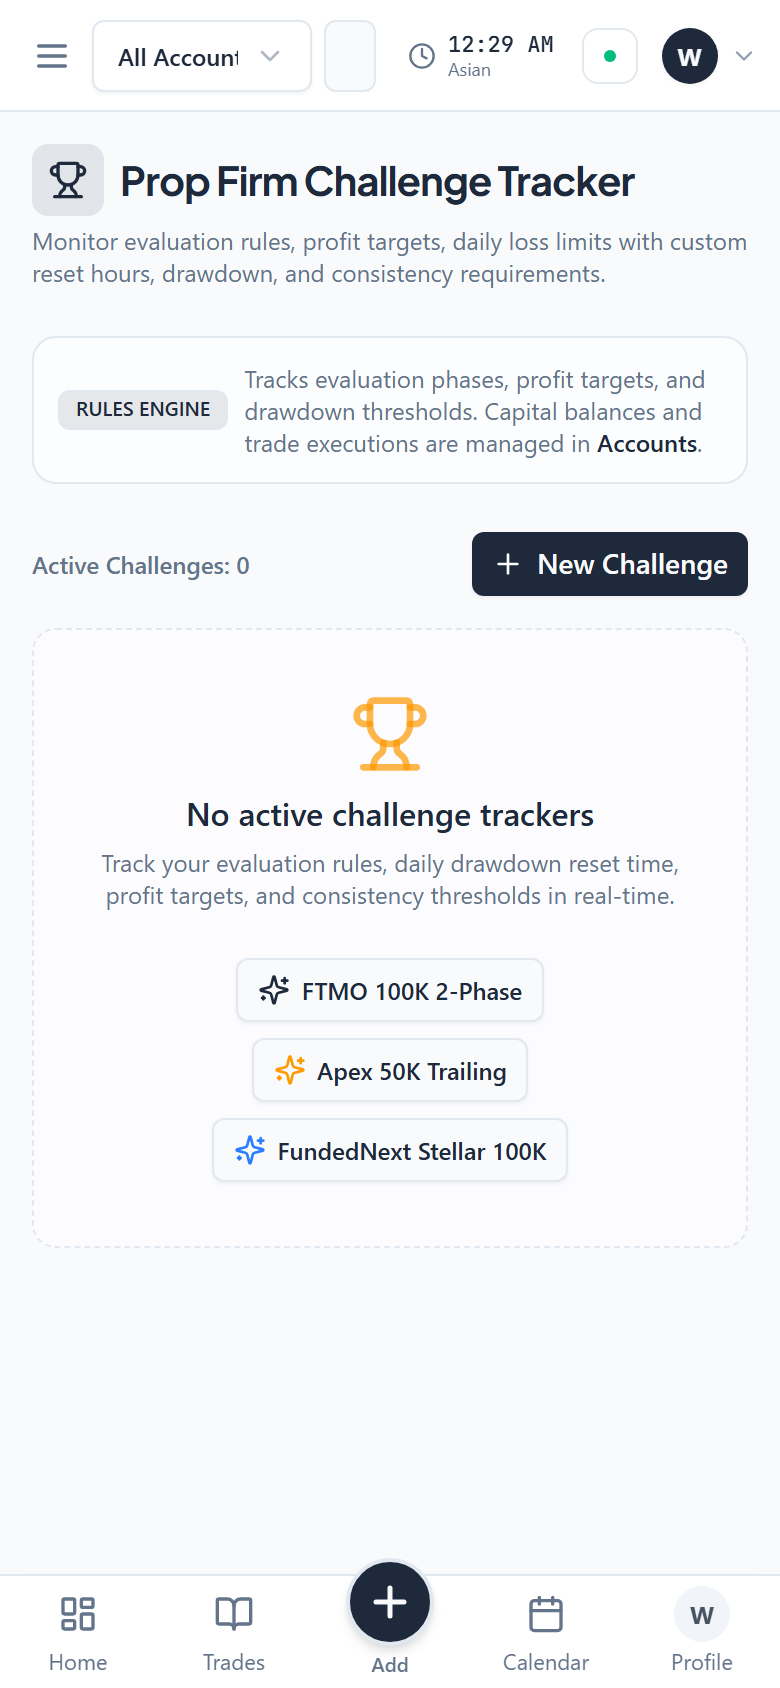 All Account
12:29 AM
Asian
W
Prop Firm Challenge Tracker
Monitor evaluation rules, profit targets, daily loss limits with custom
reset hours, drawdown, and consistency requirements.
RULES ENGINE
Tracks evaluation phases, profit targets, and
drawdown thresholds. Capital balances and
trade executions are managed in Accounts.
Active Challenges: 0
New Challenge
No active challenge trackers
Track your evaluation rules, daily drawdown reset time,
profit targets, and consistency thresholds in real-time.
FTMO 100K 2-Phase
Apex 50K Trailing
FundedNext Stellar 100K
Home
Trades
Add
Calendar
W
Profile